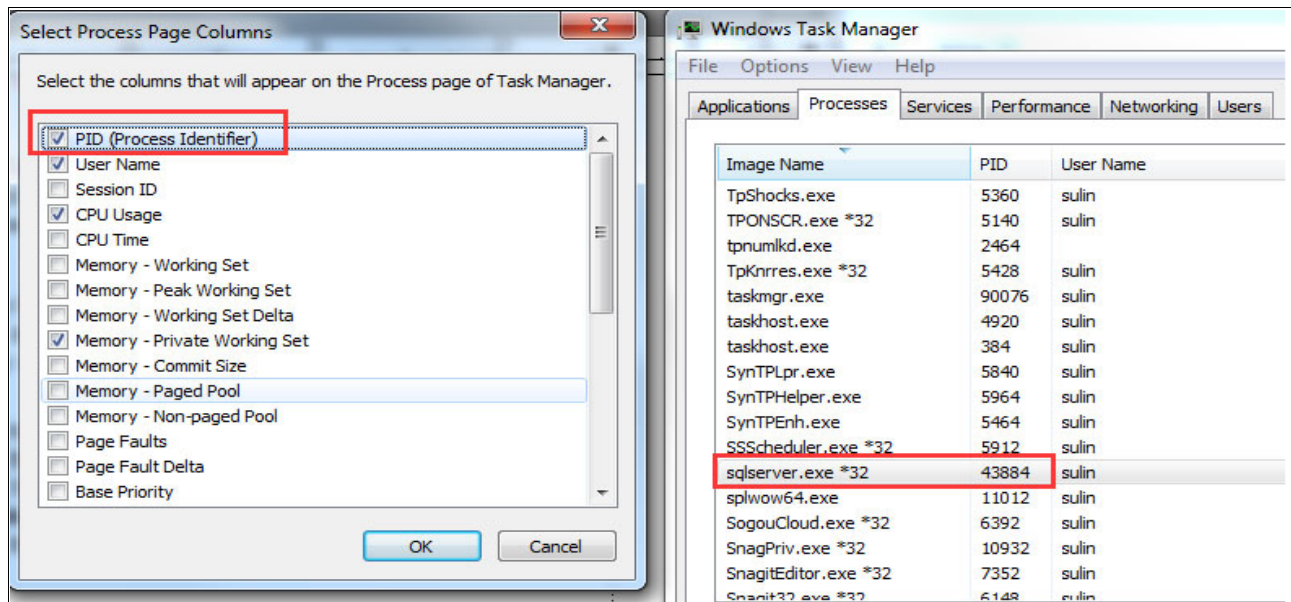 Select Process Page Columns
Select the columns that will appear on the Process page of Task Manager.
PID (Process Identifier)
User Name
Session ID
CPU Usage
CPU Time
Memory - Working Set
Memory - Peak Working Set
Memory - Working Set Delta
Memory - Private Working Set
Memory - Commit Size
Memory - Paged Pool
Memory - Non-paged Pool
Page Faults
Page Fault Delta
Base Priority
OK Cancel
Windows Task Manager
File Options View Help
Applications Processes Services Performance Networking Users
Image Name PID User Name
TpShocks.exe 5360 sulin
TPONSCR.exe *32 5140 sulin
tpnumlkd.exe 2464
TpKnrres.exe *32 5428 sulin
taskmgr.exe 90076 sulin
taskhost.exe 4920 sulin
taskhost.exe 384 sulin
SynTPLpr.exe 5840 sulin
SynTPHelper.exe 5964 sulin
SynTPEnh.exe 5464 sulin
SSScheduler.exe *32 5912 sulin
sqlserver.exe *32 43884 sulin
splwow64.exe 11012 sulin
SogouCloud.exe *32 6392 sulin
SnagPriv.exe *32 10932 sulin
SnagitEditor.exe *32 7352 sulin
Snagit32.exe *32 6148 sulin